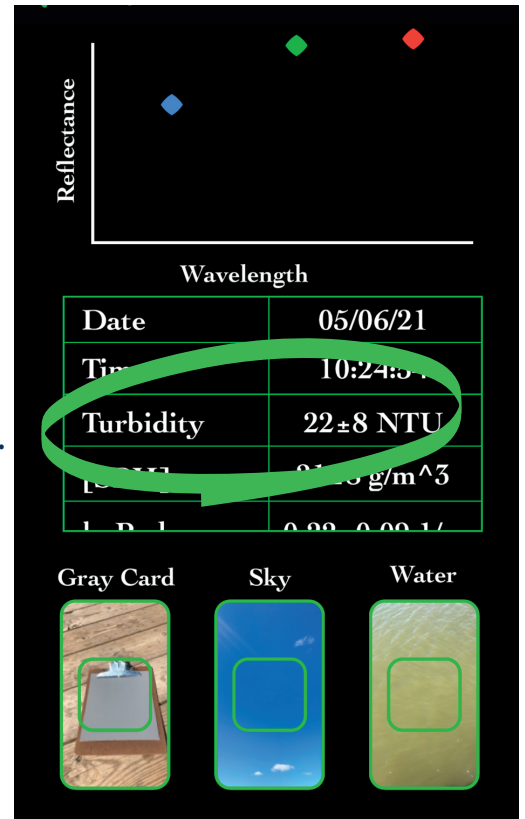 Reflectance
Wavelength
Date 05/06/21
Turbidity 22±8 NTU
g/m^3
Gray Card Sky Water